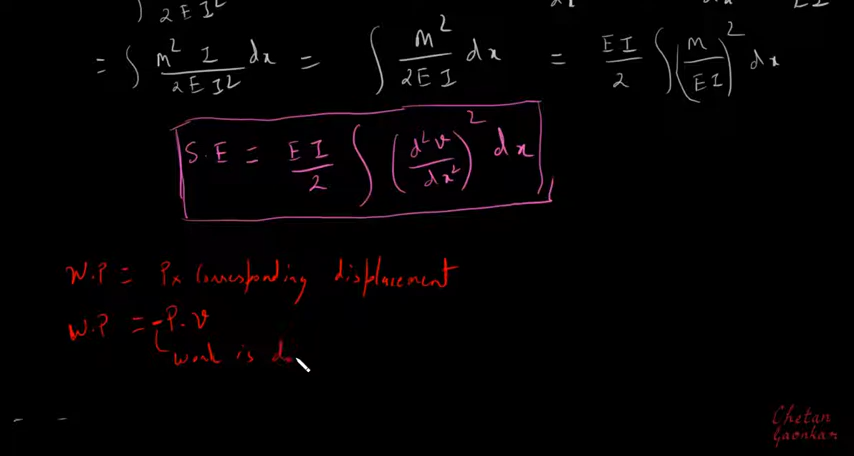 2EI²
= ∫ m² I / 2EI² dx = ∫ m² / 2EI dx = EI/2 ∫ (m/EI)² dx
S.E = EI/2 ∫ (d²v/dx²)² dx
W.P = P x corresponding displacement
W.P = -P.v
work is
Chetan
Gaonkar